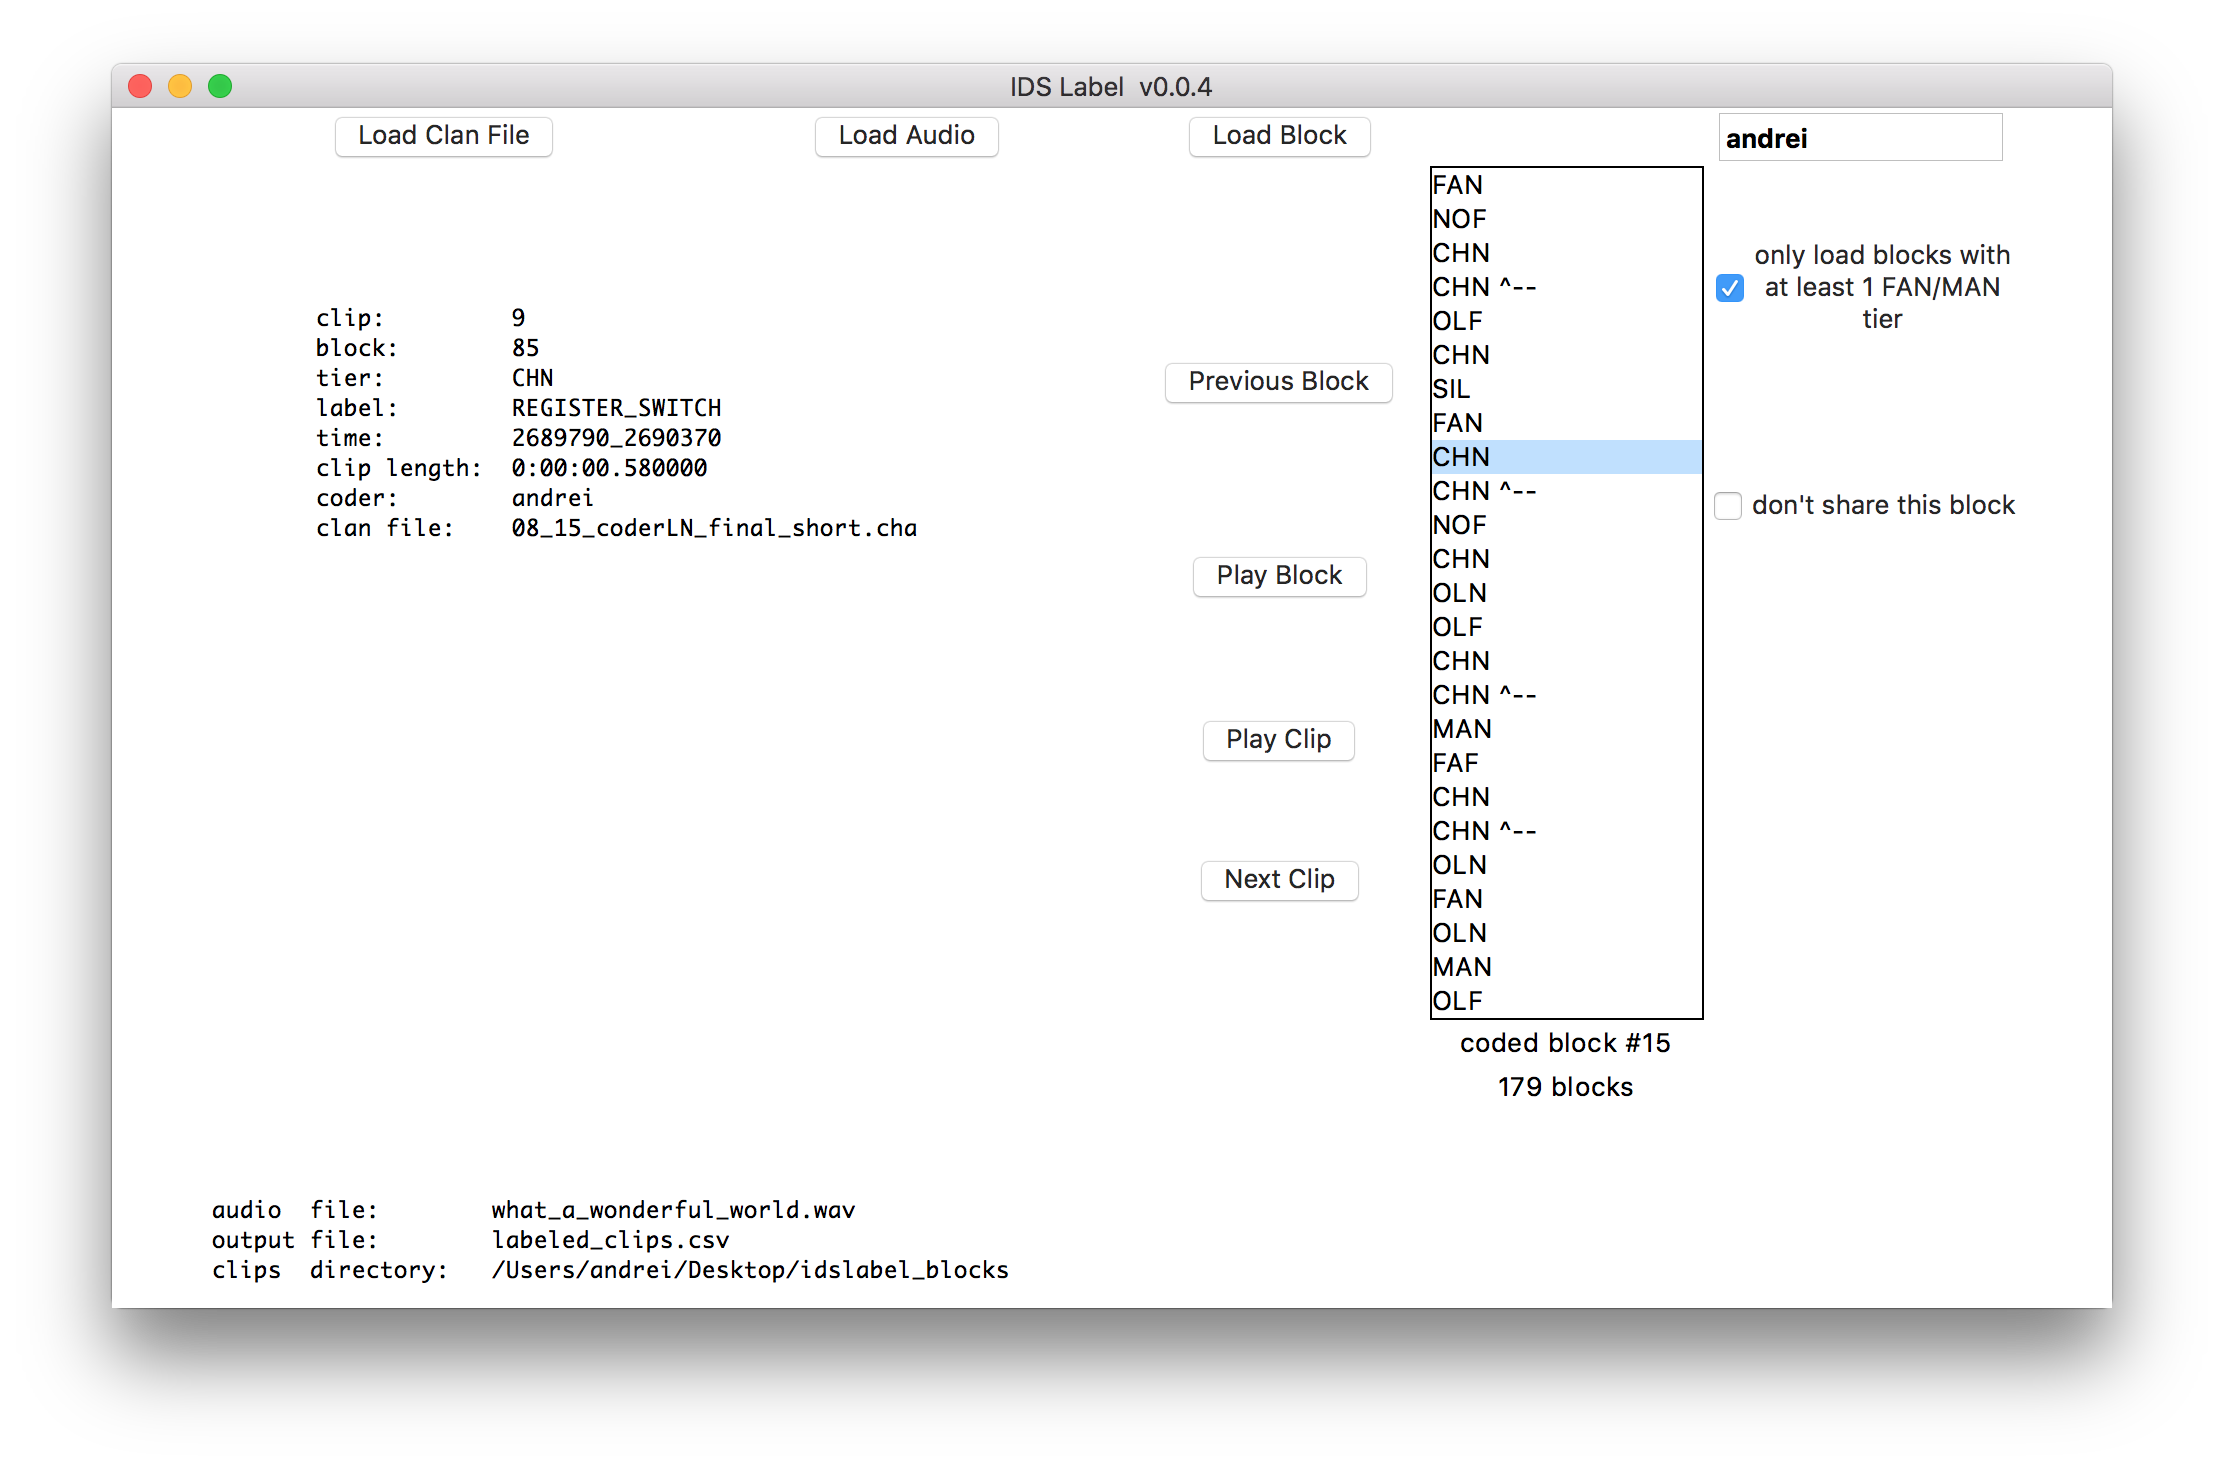 IDS Label  v0.0.4
Load Clan File
Load Audio
Load Block
andrei
clip:         9
block:        85
tier:         CHN
label:        REGISTER_SWITCH
time:         2689790_2690370
clip length:  0:00:00.580000
coder:        andrei
clan file:    08_15_coderLN_final_short.cha
Previous Block
Play Block
Play Clip
Next Clip
FAN
NOF
CHN
CHN ^--
OLF
CHN
SIL
FAN
CHN
CHN ^--
NOF
CHN
OLN
OLF
CHN
CHN ^--
MAN
FAF
CHN
CHN ^--
OLN
FAN
OLN
MAN
OLF
coded block #15
179 blocks
only load blocks with
at least 1 FAN/MAN
tier
don't share this block
audio  file:        what_a_wonderful_world.wav
output file:        labeled_clips.csv
clips  directory:   /Users/andrei/Desktop/idslabel_blocks